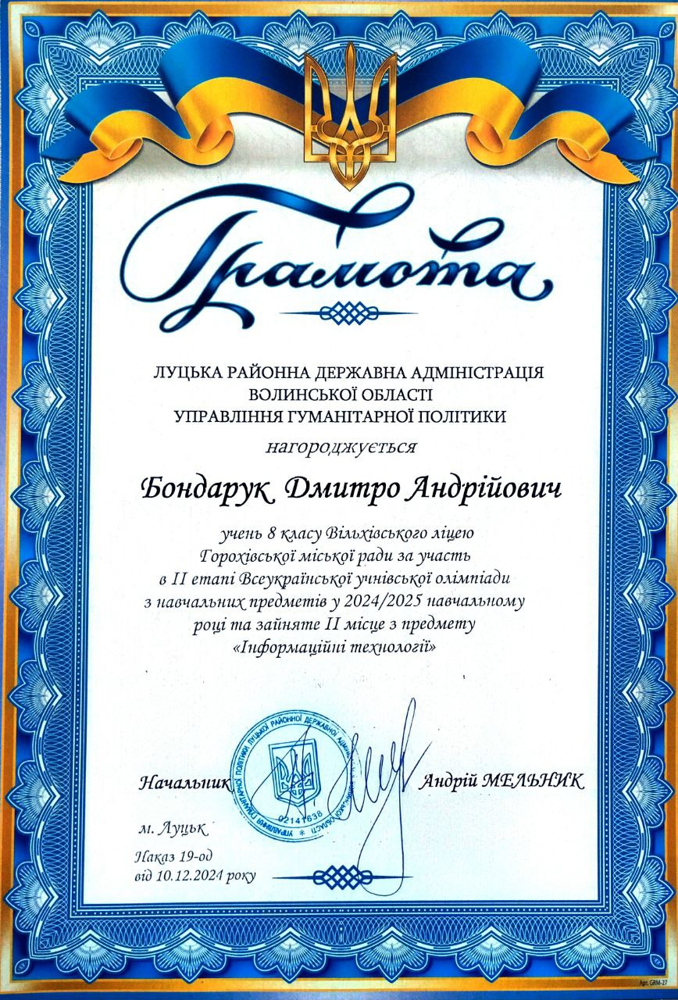 Грамота
ЛУЦЬКА РАЙОННА ДЕРЖАВНА АДМІНІСТРАЦІЯ
ВОЛИНСЬКОЇ ОБЛАСТІ
УПРАВЛІННЯ ГУМАНІТАРНОЇ ПОЛІТИКИ
нагороджується
Бондарук Дмитро Андрійович
учень 8 класу Вільхівського ліцею
Горохівської міської ради за участь
в ІІ етапі Всеукраїнської учнівської олімпіади
з навчальних предметів у 2024/2025 навчальному
році та зайняте ІІ місце з предмету
«Інформаційні технології»
Начальник
Андрій МЕЛЬНИК
УПРАВЛІННЯ ГУМАНІТАРНОЇ ПОЛІТИКИ ЛУЦЬКОЇ РАЙОННОЇ ДЕРЖАВНОЇ ОБЛАСТІ *
02141638
м. Луцьк
Наказ 19-од
від 10.12.2024 року
Арт. GRM-27